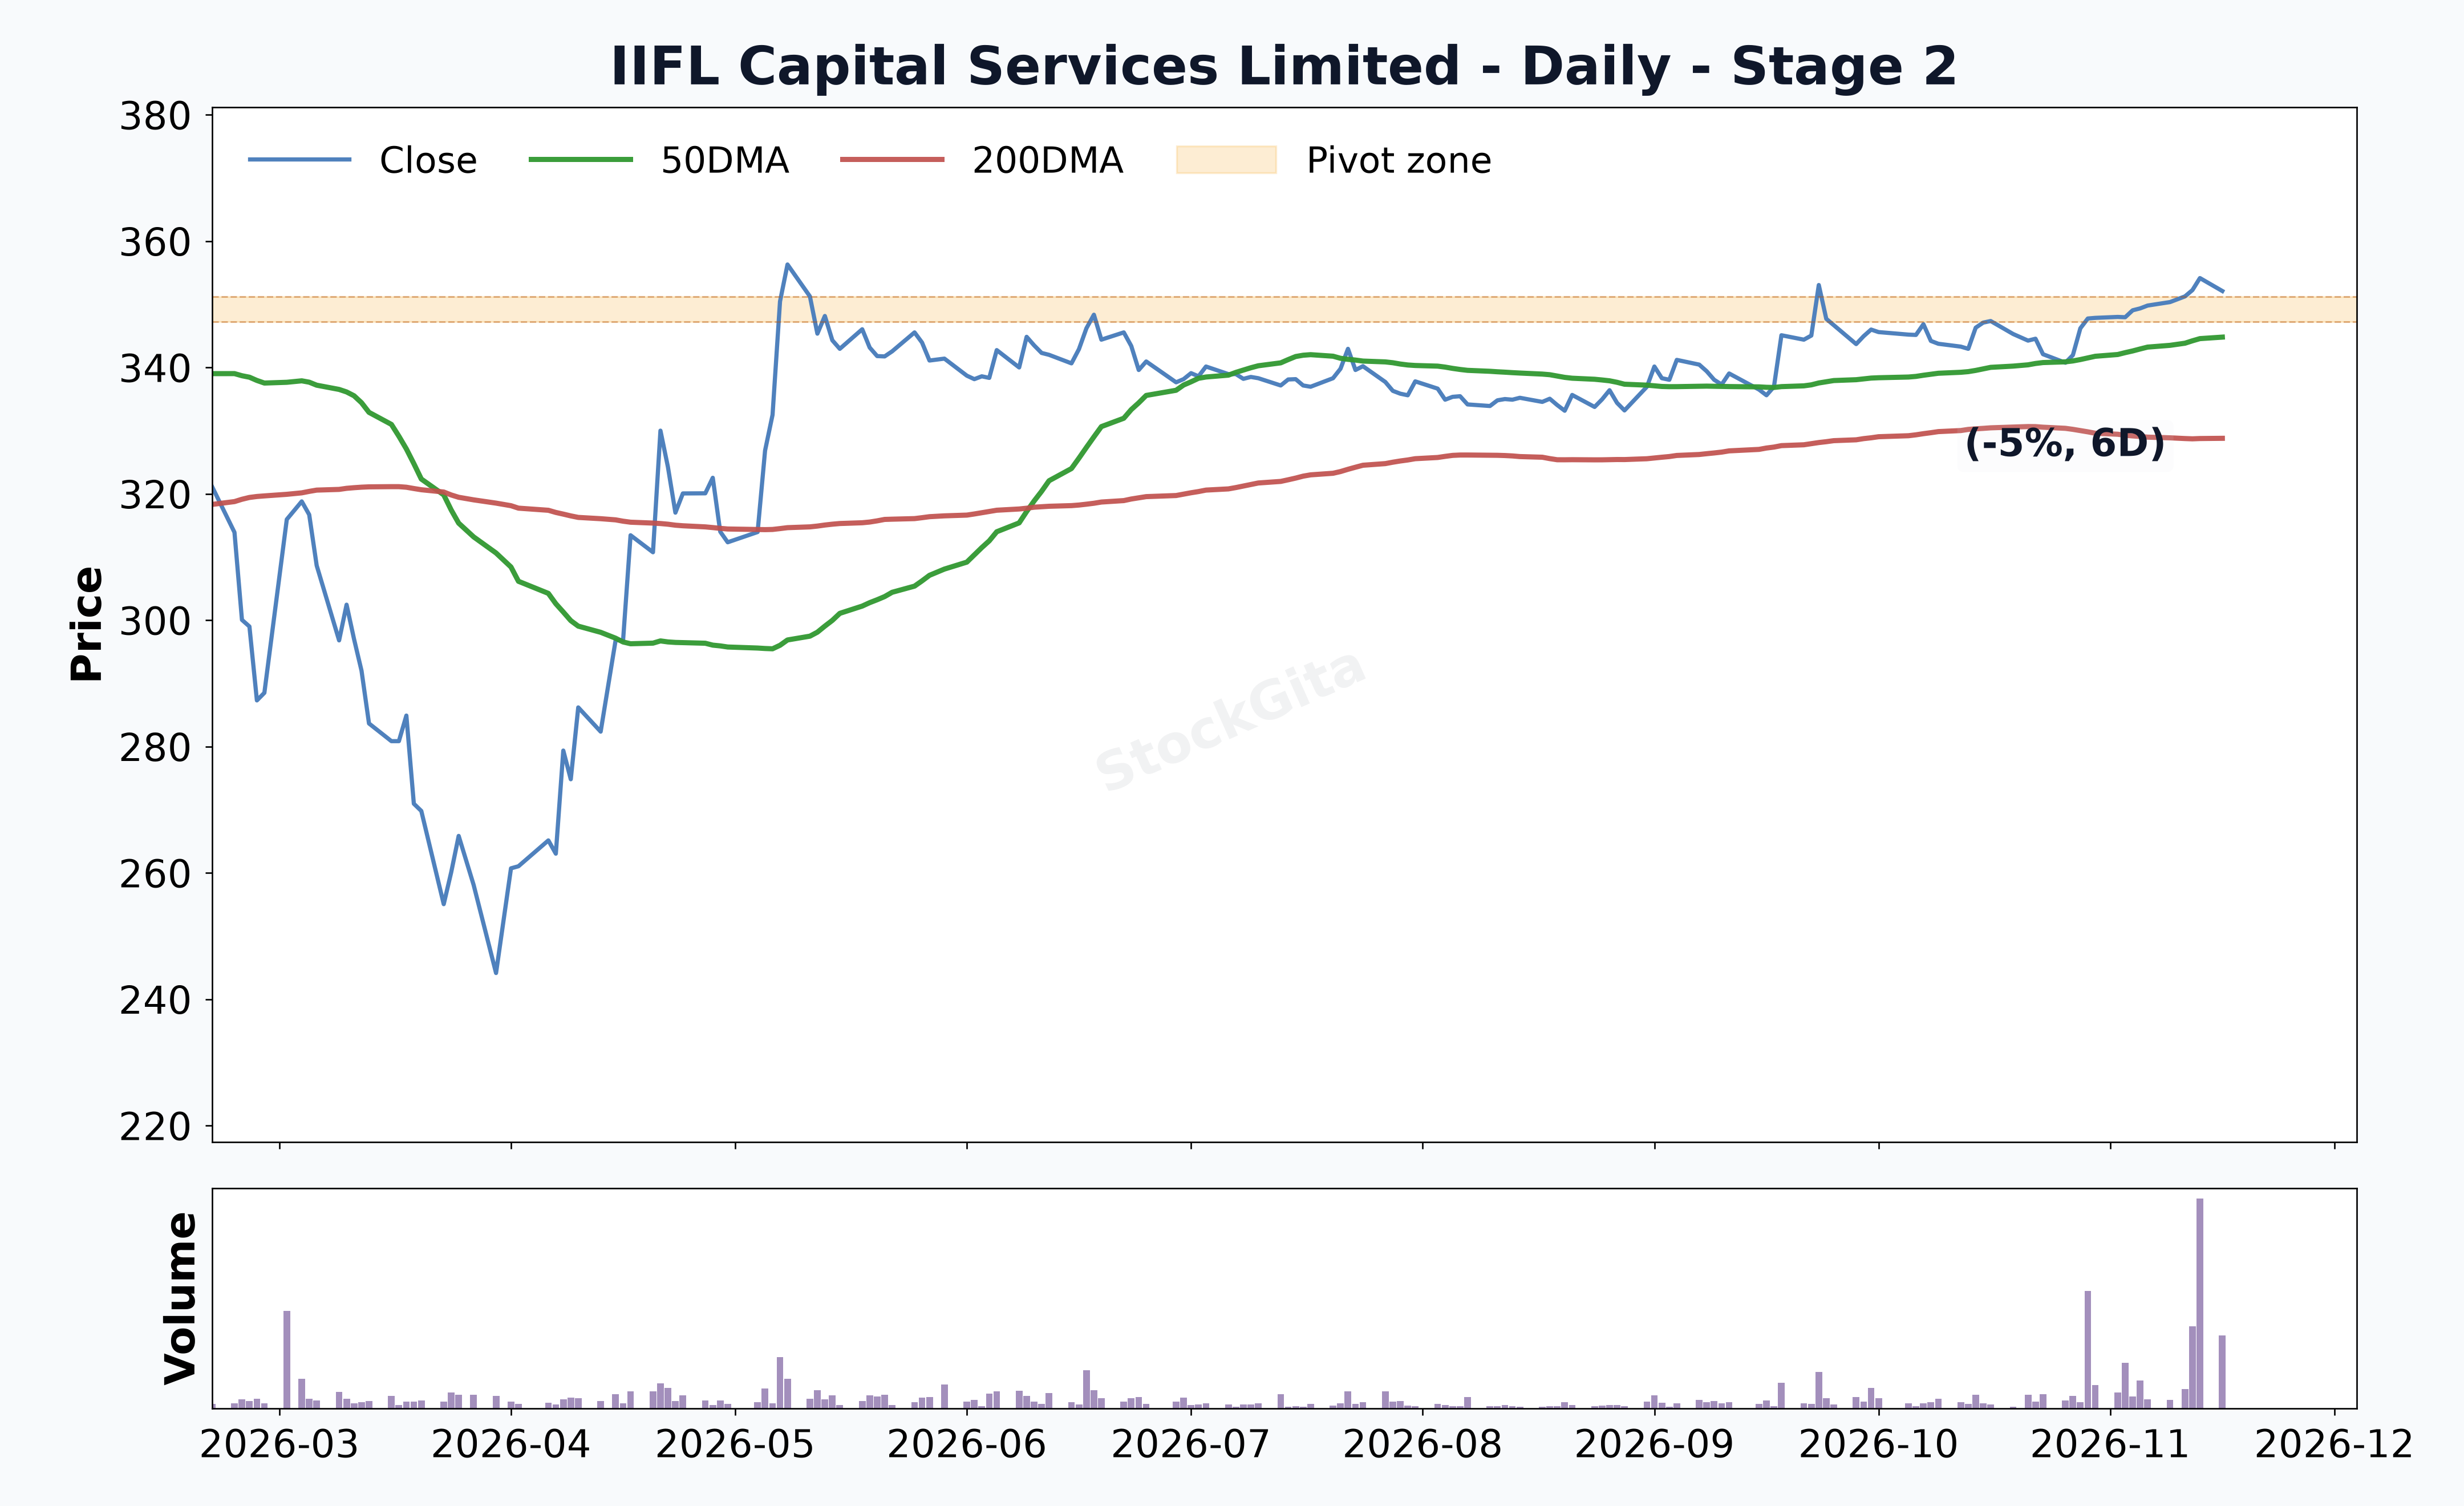 IIFL Capital Services Limited - Daily - Stage 2
Close 50DMA 200DMA Pivot zone
380
360
340
320
300
280
260
240
220
Price
(-5%, 6D)
StockGita
Volume
2026-03 2026-04 2026-05 2026-06 2026-07 2026-08 2026-09 2026-10 2026-11 2026-12